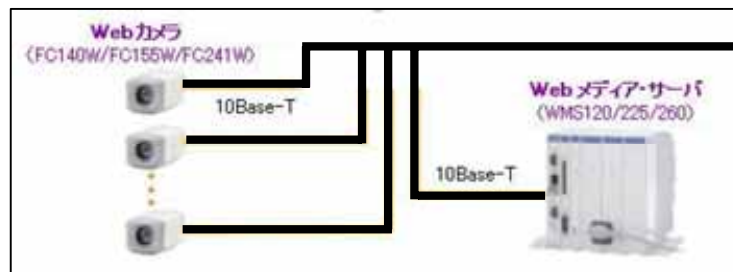 Webカメラ
(FC140W/FC155W/FC241W)
10Base-T
Webメディア・サーバ
(WMS120/225/260)
10Base-T